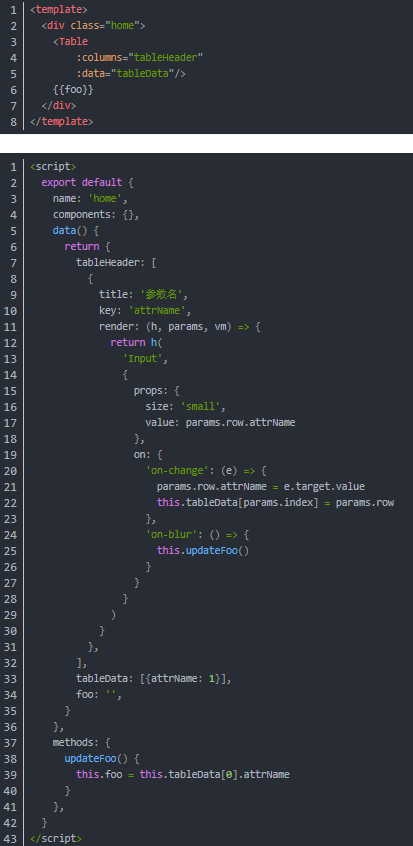 1 <template>
2   <div class="home">
3     <Table
4         :columns="tableHeader"
5         :data="tableData"/>
6     {{foo}}
7   </div>
8 </template>
1 <script>
2   export default {
3     name: 'home',
4     components: {},
5     data() {
6       return {
7         tableHeader: [
8           {
9             title: '参数名',
10             key: 'attrName',
11             render: (h, params, vm) => {
12               return h(
13                 'Input',
14                 {
15                   props: {
16                     size: 'small',
17                     value: params.row.attrName
18                   },
19                   on: {
20                     'on-change': (e) => {
21                       params.row.attrName = e.target.value
22                       this.tableData[params.index] = params.row
23                     },
24                     'on-blur': () => {
25                       this.updateFoo()
26                     }
27                   }
28                 }
29               )
30             }
31           },
32         ],
33         tableData: [{attrName: 1}],
34         foo: '',
35       }
36     },
37     methods: {
38       updateFoo() {
39         this.foo = this.tableData[0].attrName
40       }
41     },
42   }
43 </script>